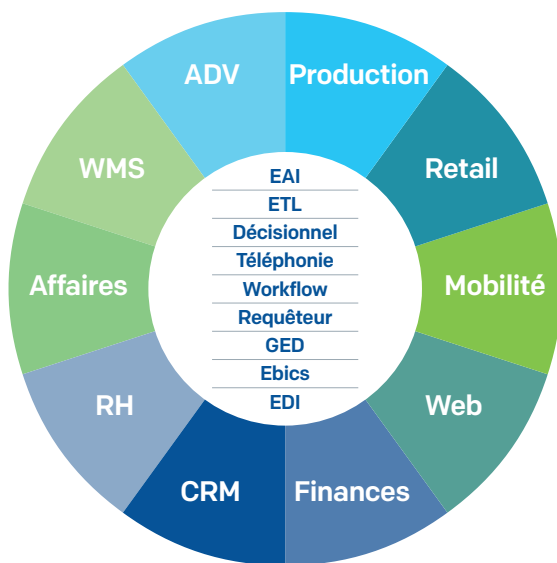 ADV
Production
WMS
Retail
Affaires
Mobilité
RH
Web
CRM
Finances
EAI
ETL
Décisionnel
Téléphonie
Workflow
Requêteur
GED
Ebics
EDI